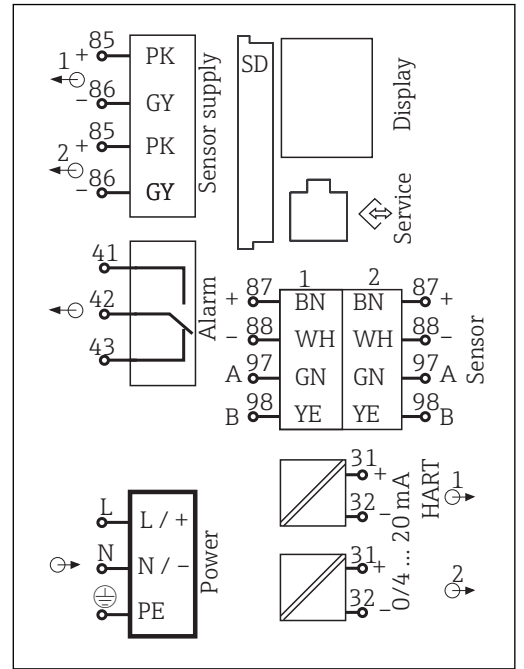 85
1 + PK
- 86 GY
85
2 + PK
- 86 GY
Sensor supply
SD
Display
Service
41
42
43
Alarm
1 2
+ 87 BN BN 87 +
- 88 WH WH 88 -
A 97 GN GN 97 A
B 98 YE YE 98 B
Sensor
L L / +
N N / -
PE
Power
31 +
32 -
31 +
32 -
0/4 ... 20 mA
HART
1
2